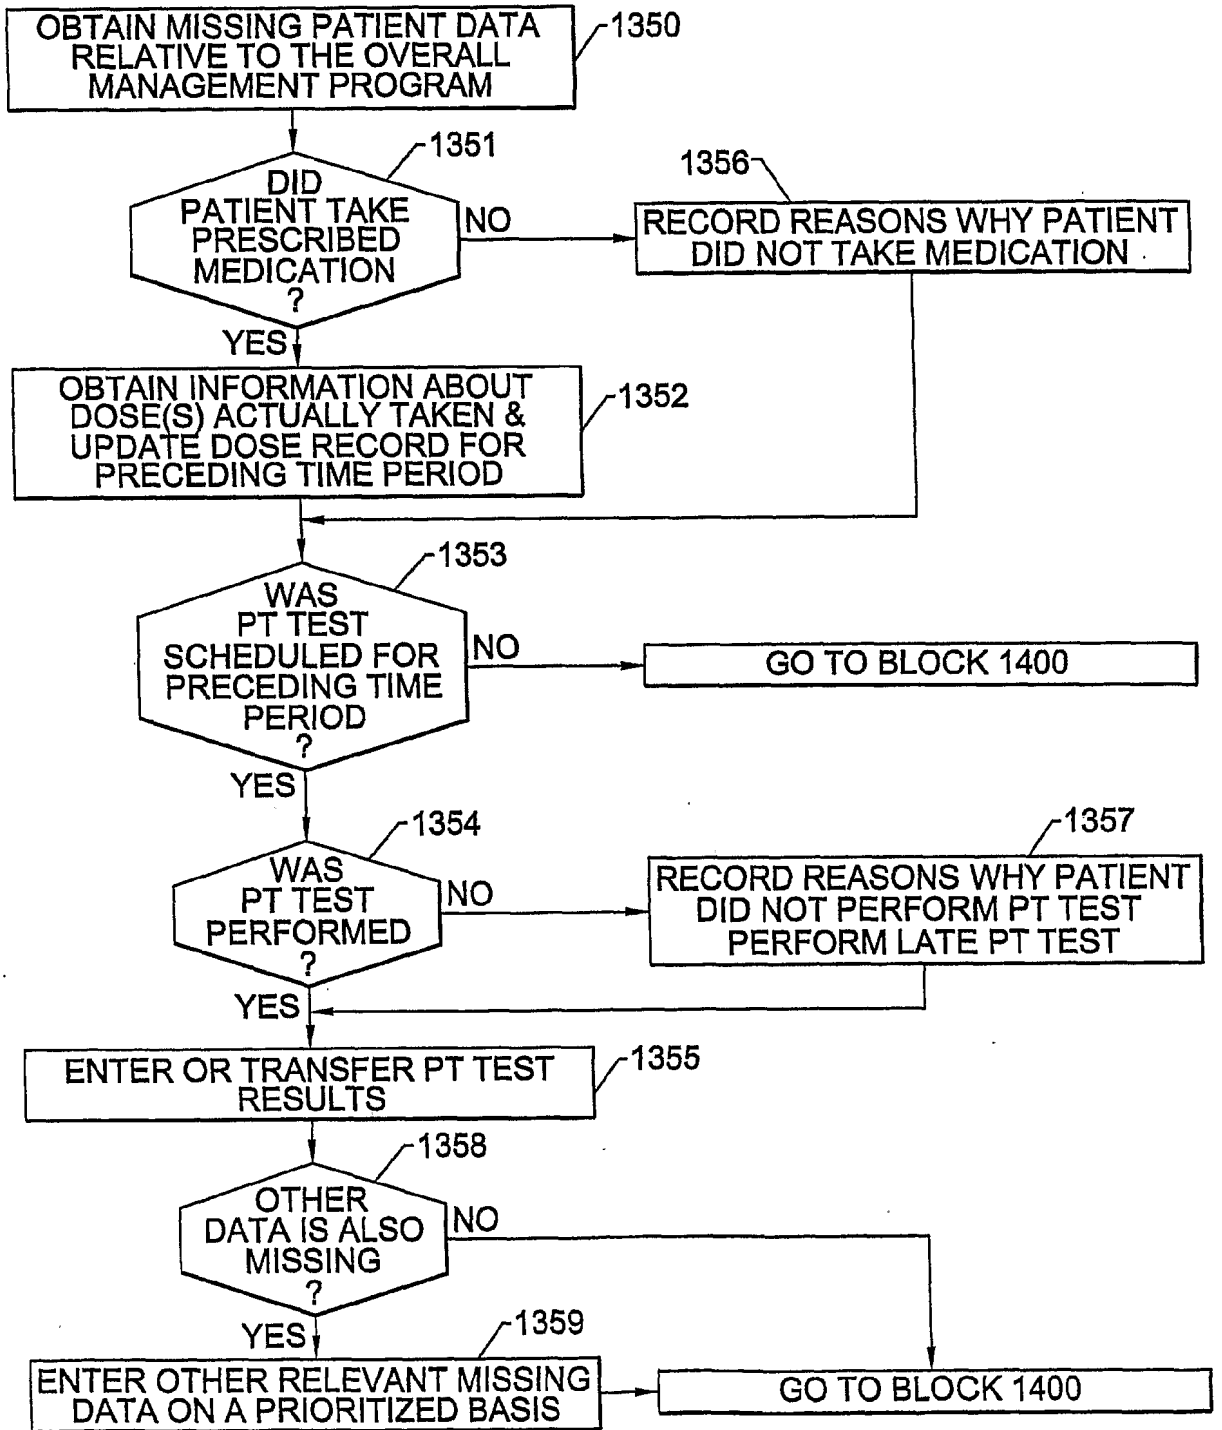 OBTAIN MISSING PATIENT DATA
RELATIVE TO THE OVERALL
MANAGEMENT PROGRAM
1350
1351
DID
PATIENT TAKE
PRESCRIBED
MEDICATION
?
NO
1356
RECORD REASONS WHY PATIENT
DID NOT TAKE MEDICATION
YES
OBTAIN INFORMATION ABOUT
DOSE(S) ACTUALLY TAKEN &
UPDATE DOSE RECORD FOR
PRECEDING TIME PERIOD
1352
1353
WAS
PT TEST
SCHEDULED FOR
PRECEDING TIME
PERIOD
?
NO
GO TO BLOCK 1400
YES
1354
WAS
PT TEST
PERFORMED
?
NO
1357
RECORD REASONS WHY PATIENT
DID NOT PERFORM PT TEST
PERFORM LATE PT TEST
YES
ENTER OR TRANSFER PT TEST
RESULTS
1355
1358
OTHER
DATA IS ALSO
MISSING
?
NO
YES
1359
ENTER OTHER RELEVANT MISSING
DATA ON A PRIORITIZED BASIS
GO TO BLOCK 1400